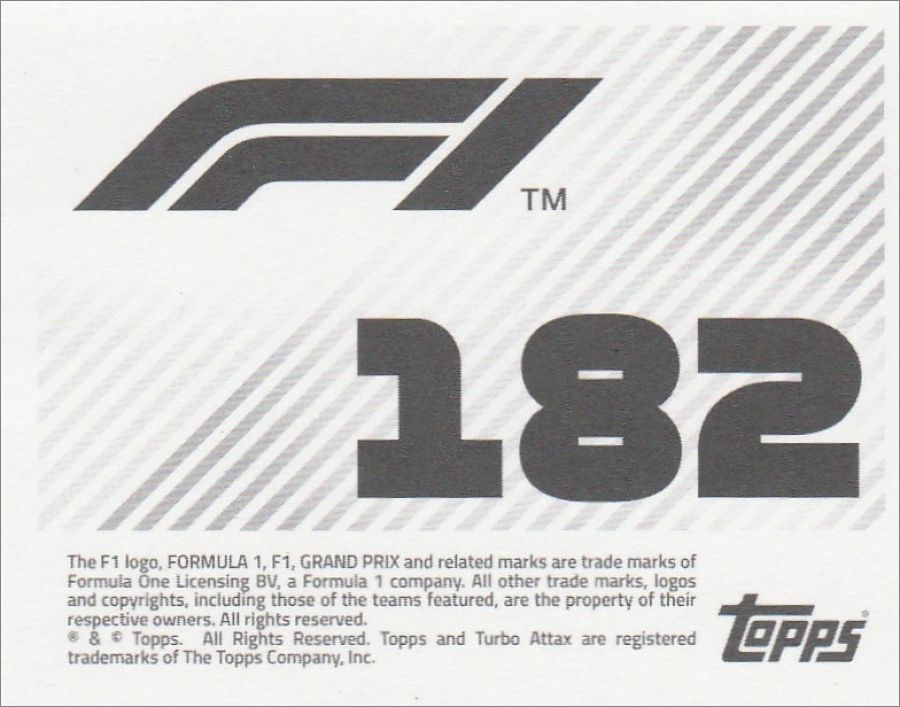 F1 TM
182
The F1 logo, FORMULA 1, F1, GRAND PRIX and related marks are trade marks of
Formula One Licensing BV, a Formula 1 company. All other trade marks, logos
and copyrights, including those of the teams featured, are the property of their
respective owners. All rights reserved.
® & © Topps. All Rights Reserved. Topps and Turbo Attax are registered
trademarks of The Topps Company, Inc.
topps®